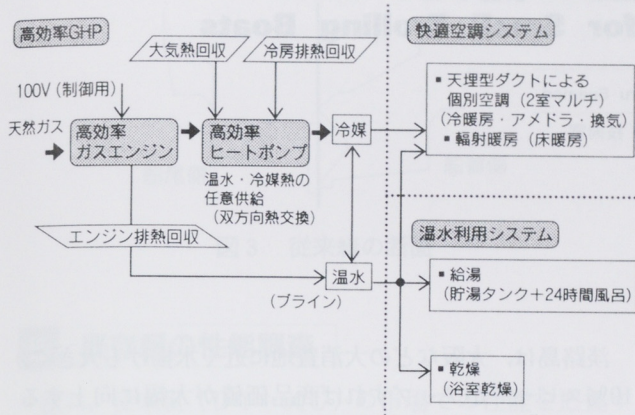 For
Boats
高効率GHP
大気熱回収
冷房排熱回収
快適空調システム
100V (制御用)
天然ガス
高効率
ガスエンジン
高効率
ヒートポンプ
冷媒
▪ 天埋型ダクトによる
個別空調（2室マルチ）
(冷暖房・アメドラ・換気)
▪ 輻射暖房（床暖房）
温水・冷媒熱の
任意供給
（双方向熱交換）
エンジン排熱回収
温水
（ブライン）
温水利用システム
▪ 給湯
（貯湯タンク＋24時間風呂）
▪ 乾燥
（浴室乾燥）